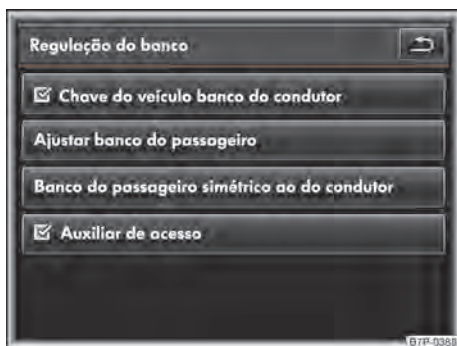 Regulação do banco
Chave do veículo banco do condutor
Ajustar banco do passageiro
Banco do passageiro simétrico ao do condutor
Auxiliar de acesso
B7P-0388